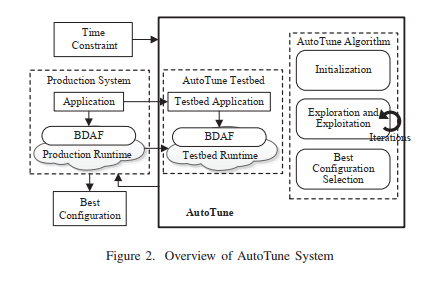 Time
Constraint
AutoTune Algorithm
Initialization
Exploration and
Exploitation
Iterations
Best
Configuration
Selection
Production System
Application
BDAF
Production Runtime
AutoTune Testbed
Testbed Application
BDAF
Testbed Runtime
Best
Configuration
AutoTune
Figure 2. Overview of AutoTune System